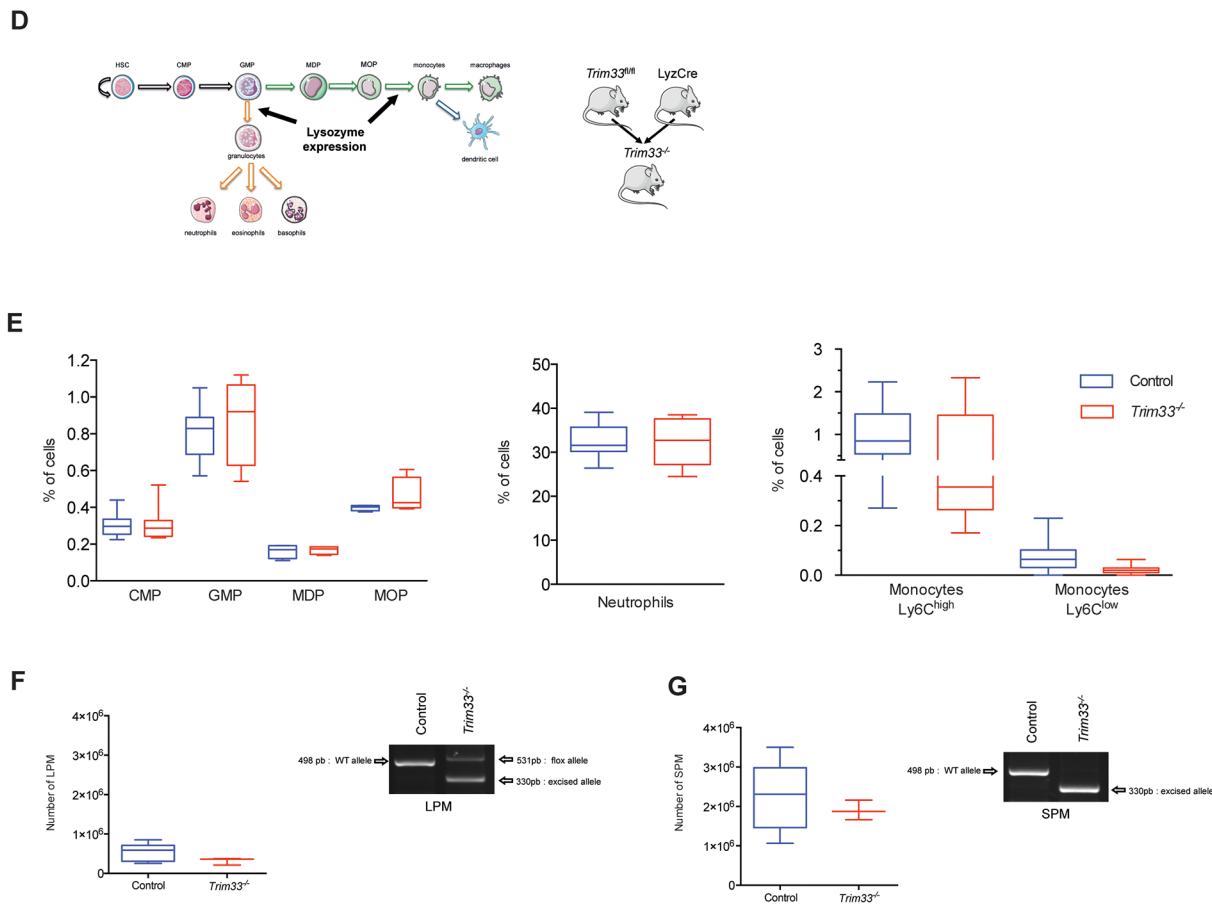 D
HSC CMP GMP MDP MOP monocytes macrophages
Trim33fl/fl LyzCre
Lysozyme
expression
granulocytes
dendritic cell
Trim33-/-
neutrophils eosinophils basophils
E
% of cells
1.2
1.0
0.8
0.6
0.4
0.2
0.0
CMP GMP MDP MOP
% of cells
50
40
30
20
10
0
Neutrophils
% of cells
3
2
1
0.4
0.2
0.0
Monocytes
Ly6Chigh
Monocytes
Ly6Clow
Control
Trim33-/-
F
Number of LPM
4×10⁶
3×10⁶
2×10⁶
1×10⁶
0
Control Trim33-/-
Control
Trim33-/-
498 pb : WT allele
531pb : flox allele
330pb : excised allele
LPM
G
Number of SPM
4×10⁶
3×10⁶
2×10⁶
1×10⁶
0
Control Trim33-/-
Control
Trim33-/-
498 pb : WT allele
330pb : excised allele
SPM